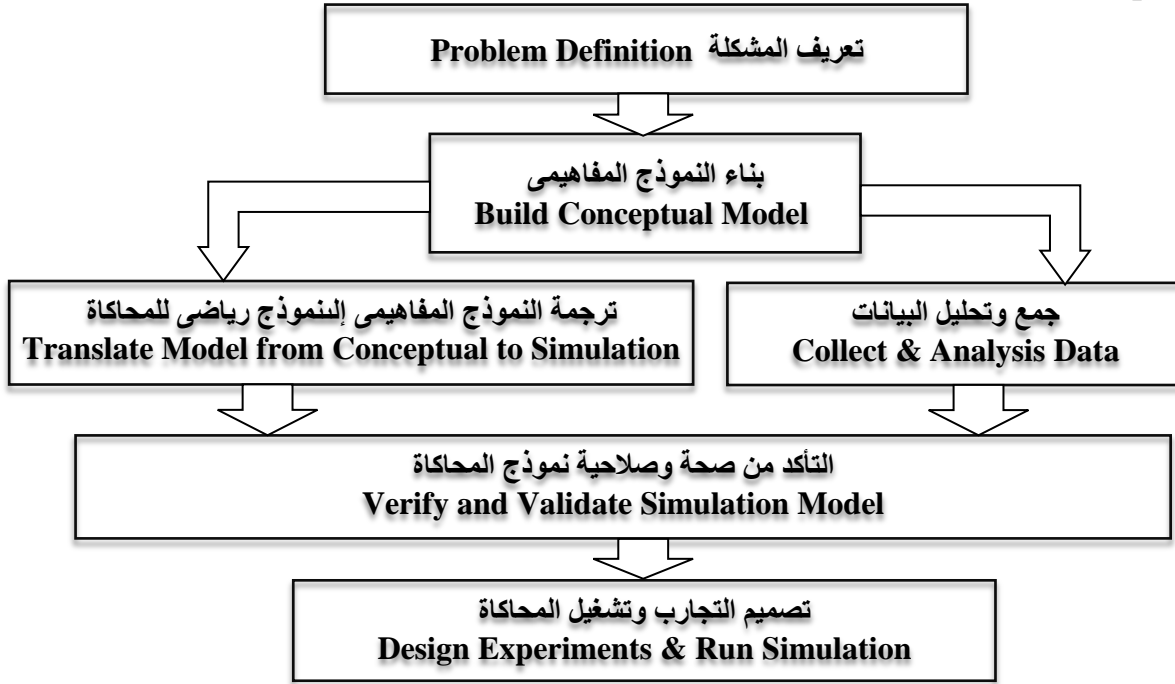 تعريف المشكلة Problem Definition
بناء النموذج المفاهيمى
Build Conceptual Model
ترجمة النموذج المفاهيمى إلىنموذج رياضى للمحاكاة
Translate Model from Conceptual to Simulation
جمع وتحليل البيانات
Collect & Analysis Data
التأكد من صحة وصلاحية نموذج المحاكاة
Verify and Validate Simulation Model
تصميم التجارب وتشغيل المحاكاة
Design Experiments & Run Simulation